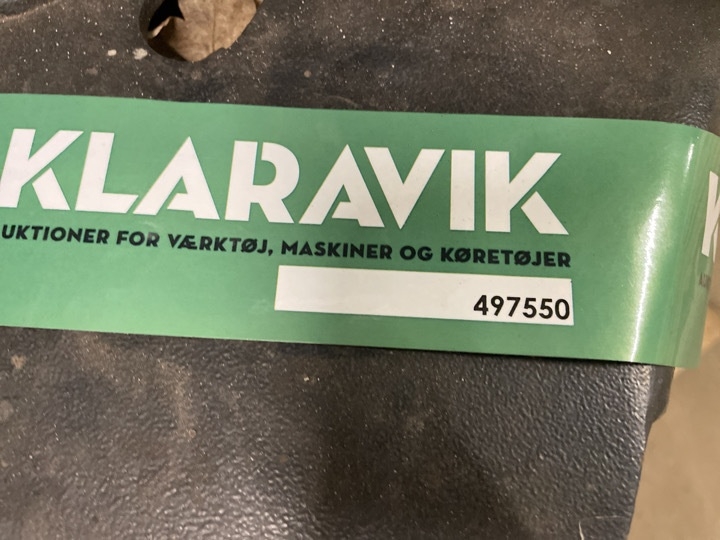 KLARAVIK
UKTIONER FOR VÆRKTØJ, MASKINER OG KØRETØJER
497550
K